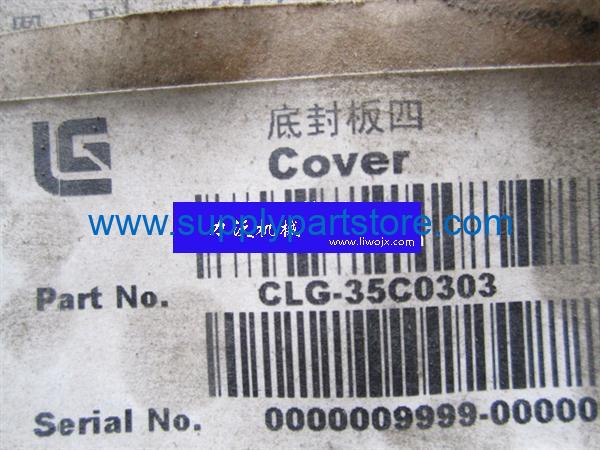 底封板四
LG
Cover
www.supplypartstore.com
www.liwojx.com
Part No. CLG-35C0303
Serial No. 0000009999-00000